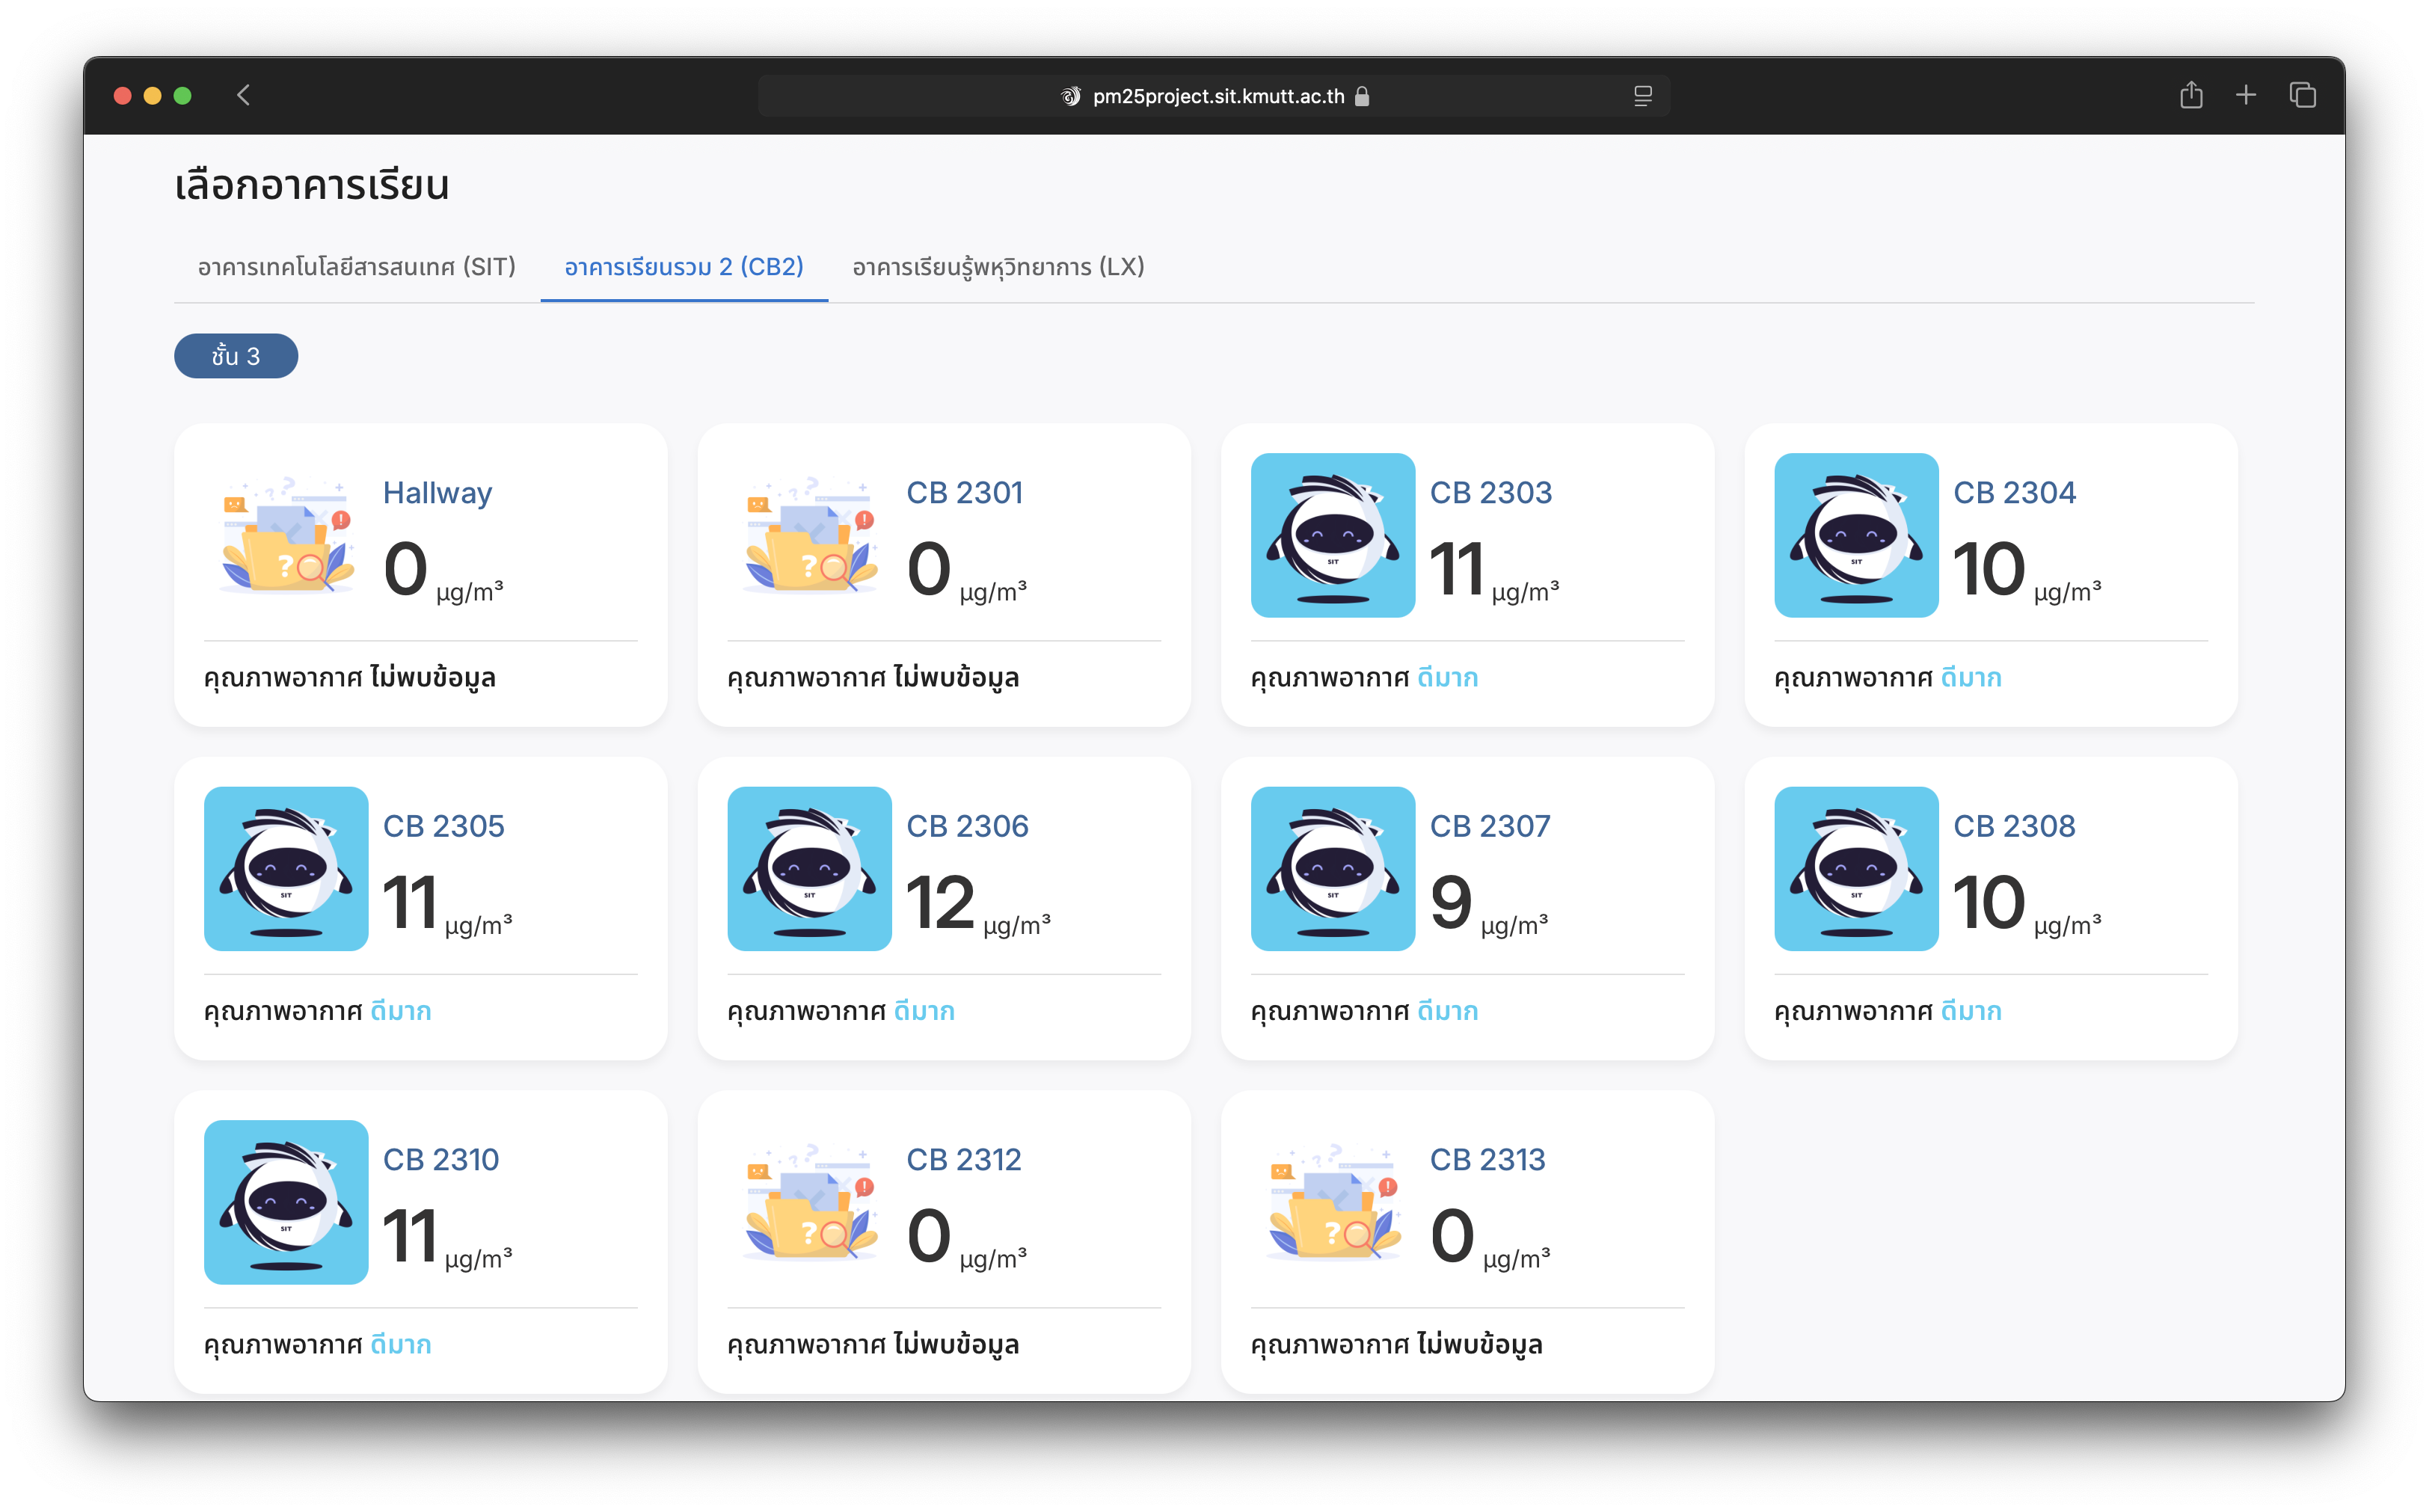 pm25project.sit.kmutt.ac.th
เลือกอาคารเรียน
อาคารเทคโนโลยีสารสนเทศ (SIT) อาคารเรียนรวม 2 (CB2) อาคารเรียนรู้พหุวิทยาการ (LX)
ชั้น 3
Hallway
0 µg/m³
คุณภาพอากาศ ไม่พบข้อมูล
CB 2301
0 µg/m³
คุณภาพอากาศ ไม่พบข้อมูล
SIT
CB 2303
11 µg/m³
คุณภาพอากาศ ดีมาก
SIT
CB 2304
10 µg/m³
คุณภาพอากาศ ดีมาก
SIT
CB 2305
11 µg/m³
คุณภาพอากาศ ดีมาก
SIT
CB 2306
12 µg/m³
คุณภาพอากาศ ดีมาก
SIT
CB 2307
9 µg/m³
คุณภาพอากาศ ดีมาก
SIT
CB 2308
10 µg/m³
คุณภาพอากาศ ดีมาก
SIT
CB 2310
11 µg/m³
คุณภาพอากาศ ดีมาก
CB 2312
0 µg/m³
คุณภาพอากาศ ไม่พบข้อมูล
CB 2313
0 µg/m³
คุณภาพอากาศ ไม่พบข้อมูล